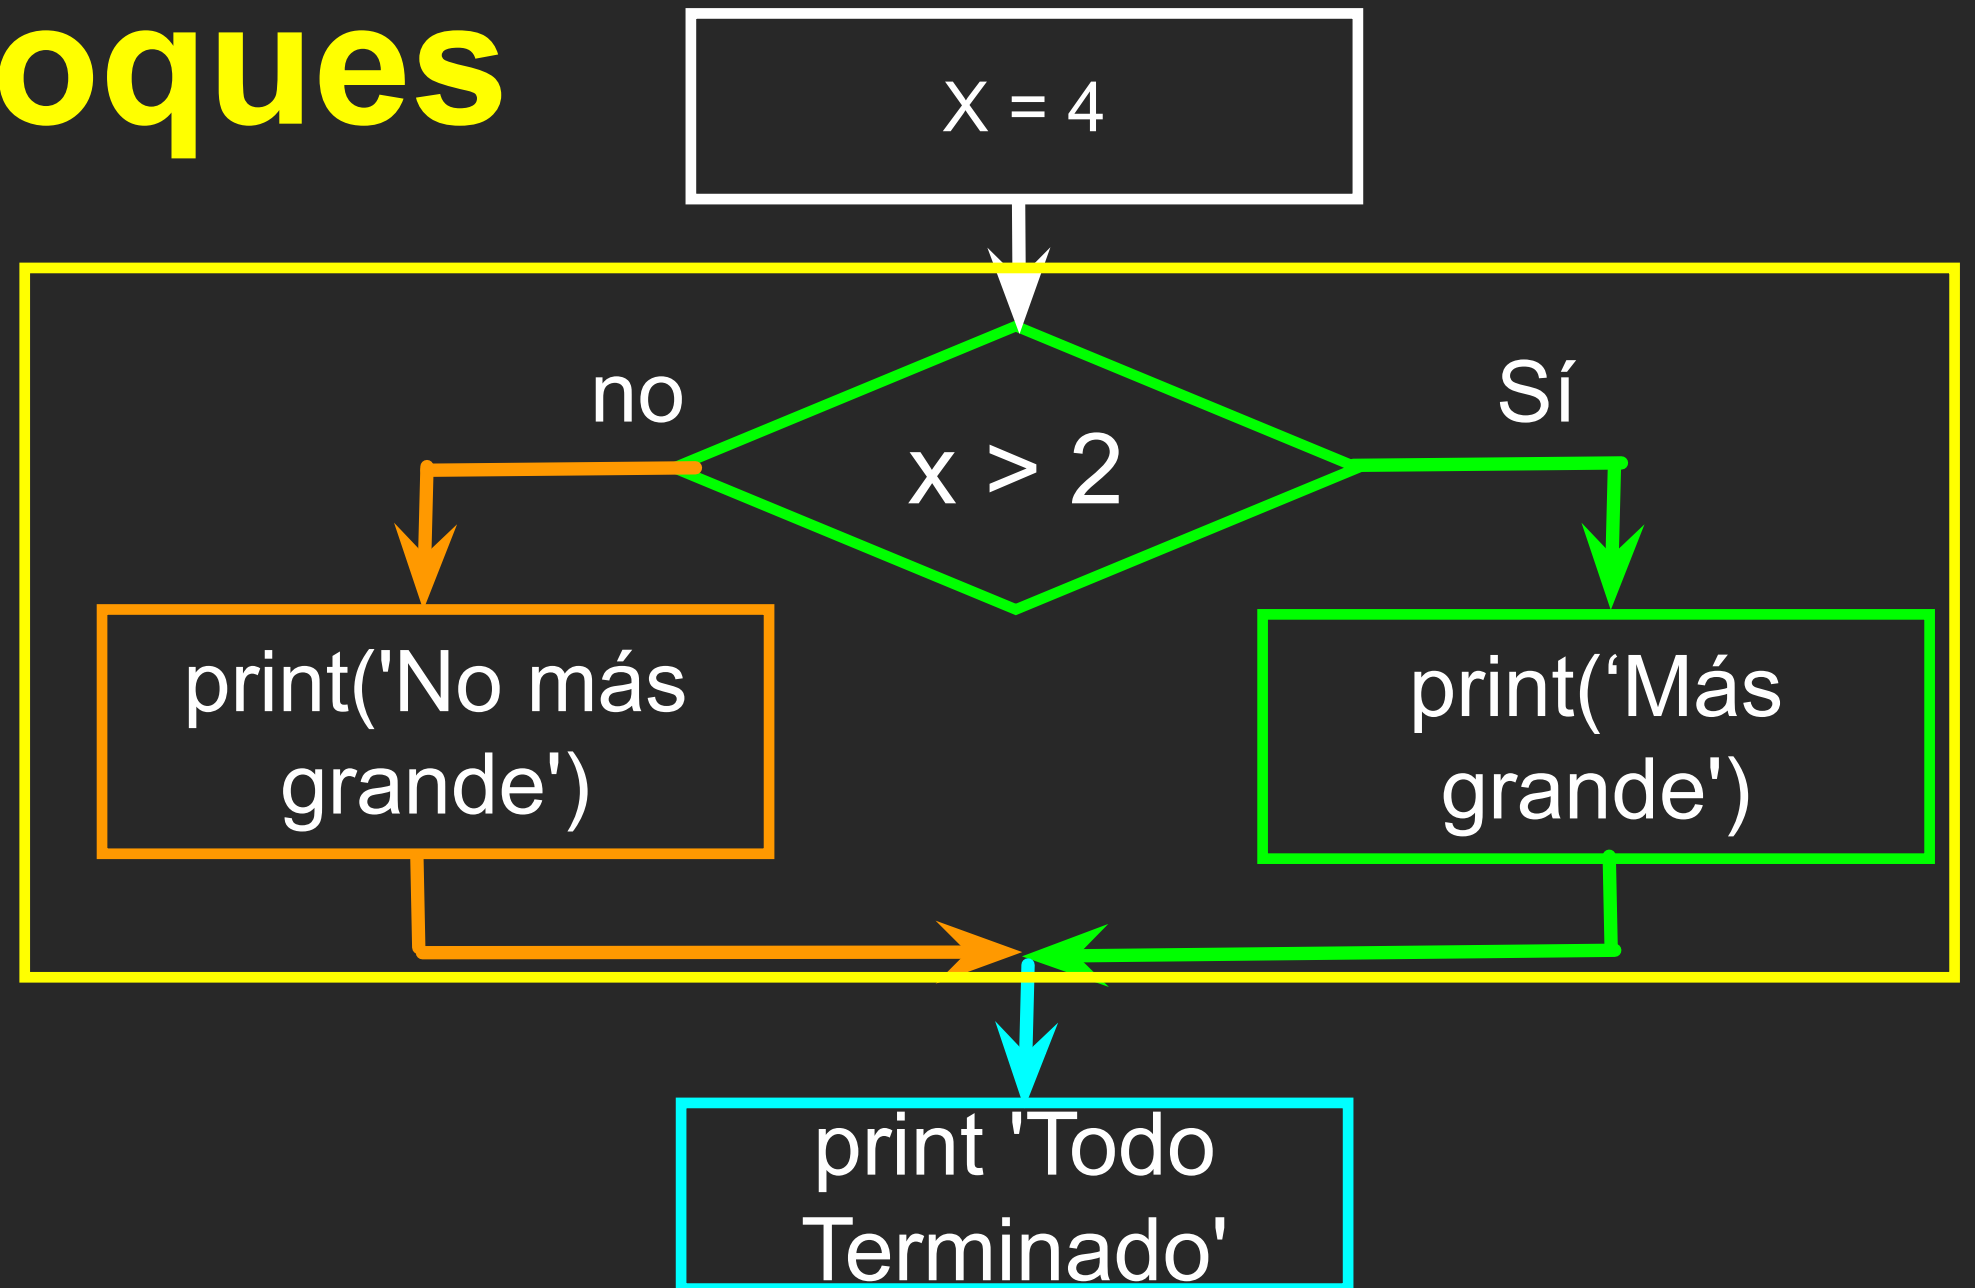 oques
X = 4
no
Sí
x > 2
print('No más
grande')
print(‘Más
grande')
print 'Todo
Terminado'